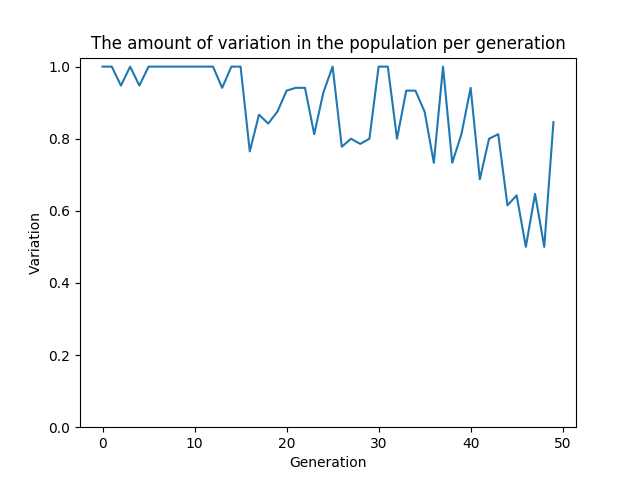 The amount of variation in the population per generation
1.0
0.8
0.6
0.4
0.2
0.0
Variation
0 10 20 30 40 50
Generation